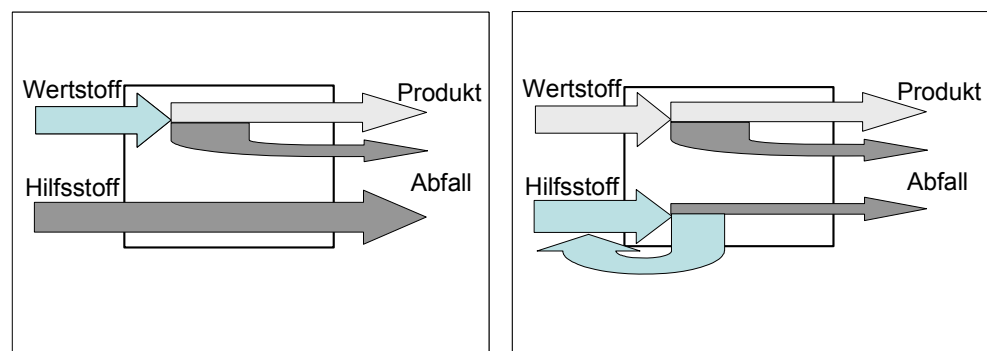 Wertstoff
Produkt
Hilfsstoff
Abfall
Wertstoff
Produkt
Hilfsstoff
Abfall